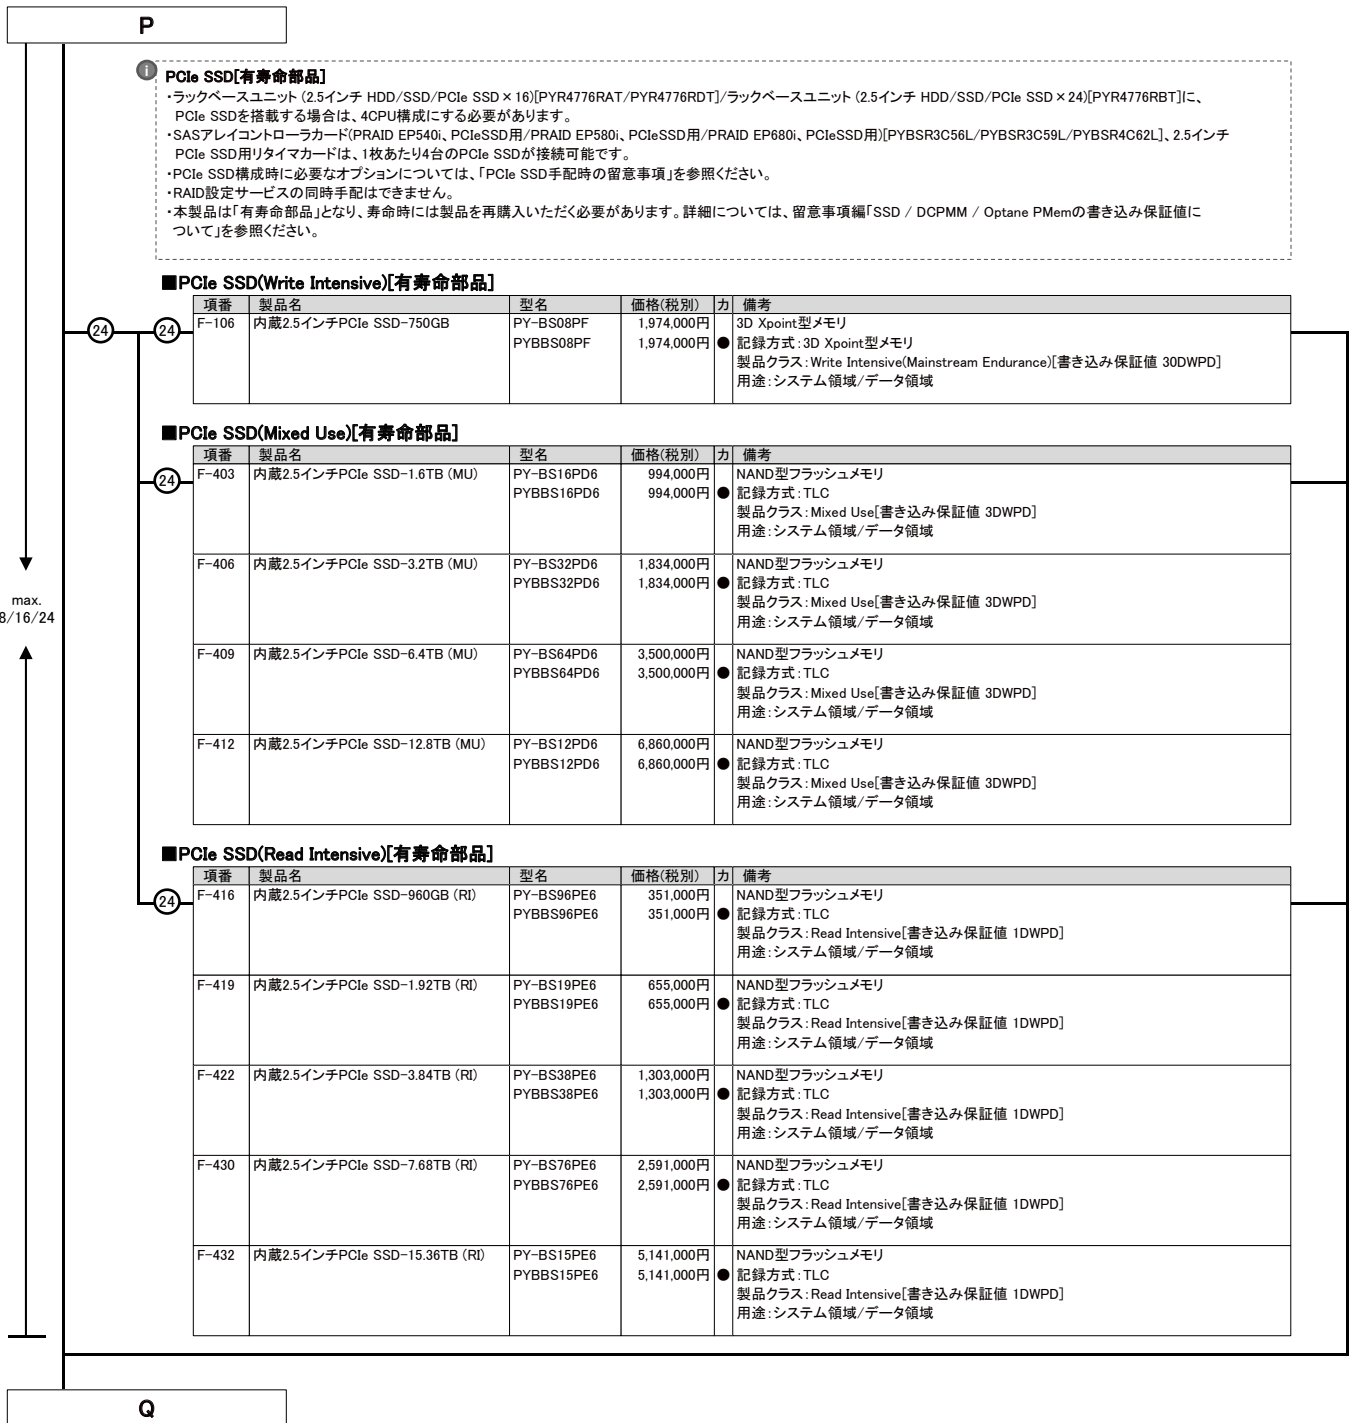 P
i
PCIe SSD[有寿命部品]
・ラックベースユニット (2.5インチ HDD/SSD/PCIe SSD×16)[PYR4776RAT/PYR4776RDT]/ラックベースユニット (2.5インチ HDD/SSD/PCIe SSD×24)[PYR4776RBT]に、
PCIe SSDを搭載する場合は、4CPU構成にする必要があります。
・SASアレイコントローラカード(PRAID EP540i、PCIeSSD用/PRAID EP580i、PCIeSSD用/PRAID EP680i、PCIeSSD用)[PYBSR3C56L/PYBSR3C59L/PYBSR4C62L]、2.5インチ
PCIe SSD用リタイマカードは、1枚あたり4台のPCIe SSDが接続可能です。
・PCIe SSD構成時に必要なオプションについては、「PCIe SSD手配時の留意事項」を参照ください。
・RAID設定サービスの同時手配はできません。
・本製品は「有寿命部品」となり、寿命時には製品を再購入いただく必要があります。詳細については、留意事項編「SSD / DCPMM / Optane PMemの書き込み保証値に
ついて」を参照ください。
■PCIe SSD(Write Intensive)[有寿命部品]
項番 製品名 型名 価格(税別) カ 備考
24 24 F-106 内蔵2.5インチPCIe SSD-750GB PY-BS08PF 1,974,000円 3D Xpoint型メモリ
PYBBS08PF 1,974,000円 ● 記録方式:3D Xpoint型メモリ
製品クラス:Write Intensive(Mainstream Endurance)[書き込み保証値 30DWPD]
用途:システム領域/データ領域
■PCIe SSD(Mixed Use)[有寿命部品]
項番 製品名 型名 価格(税別) カ 備考
24 F-403 内蔵2.5インチPCIe SSD-1.6TB (MU) PY-BS16PD6 994,000円 NAND型フラッシュメモリ
PYBBS16PD6 994,000円 ● 記録方式:TLC
製品クラス:Mixed Use[書き込み保証値 3DWPD]
用途:システム領域/データ領域
F-406 内蔵2.5インチPCIe SSD-3.2TB (MU) PY-BS32PD6 1,834,000円 NAND型フラッシュメモリ
PYBBS32PD6 1,834,000円 ● 記録方式:TLC
製品クラス:Mixed Use[書き込み保証値 3DWPD]
用途:システム領域/データ領域
max.
8/16/24
F-409 内蔵2.5インチPCIe SSD-6.4TB (MU) PY-BS64PD6 3,500,000円 NAND型フラッシュメモリ
PYBBS64PD6 3,500,000円 ● 記録方式:TLC
製品クラス:Mixed Use[書き込み保証値 3DWPD]
用途:システム領域/データ領域
F-412 内蔵2.5インチPCIe SSD-12.8TB (MU) PY-BS12PD6 6,860,000円 NAND型フラッシュメモリ
PYBBS12PD6 6,860,000円 ● 記録方式:TLC
製品クラス:Mixed Use[書き込み保証値 3DWPD]
用途:システム領域/データ領域
■PCIe SSD(Read Intensive)[有寿命部品]
項番 製品名 型名 価格(税別) カ 備考
24 F-416 内蔵2.5インチPCIe SSD-960GB (RI) PY-BS96PE6 351,000円 NAND型フラッシュメモリ
PYBBS96PE6 351,000円 ● 記録方式:TLC
製品クラス:Read Intensive[書き込み保証値 1DWPD]
用途:システム領域/データ領域
F-419 内蔵2.5インチPCIe SSD-1.92TB (RI) PY-BS19PE6 655,000円 NAND型フラッシュメモリ
PYBBS19PE6 655,000円 ● 記録方式:TLC
製品クラス:Read Intensive[書き込み保証値 1DWPD]
用途:システム領域/データ領域
F-422 内蔵2.5インチPCIe SSD-3.84TB (RI) PY-BS38PE6 1,303,000円 NAND型フラッシュメモリ
PYBBS38PE6 1,303,000円 ● 記録方式:TLC
製品クラス:Read Intensive[書き込み保証値 1DWPD]
用途:システム領域/データ領域
F-430 内蔵2.5インチPCIe SSD-7.68TB (RI) PY-BS76PE6 2,591,000円 NAND型フラッシュメモリ
PYBBS76PE6 2,591,000円 ● 記録方式:TLC
製品クラス:Read Intensive[書き込み保証値 1DWPD]
用途:システム領域/データ領域
F-432 内蔵2.5インチPCIe SSD-15.36TB (RI) PY-BS15PE6 5,141,000円 NAND型フラッシュメモリ
PYBBS15PE6 5,141,000円 ● 記録方式:TLC
製品クラス:Read Intensive[書き込み保証値 1DWPD]
用途:システム領域/データ領域
Q